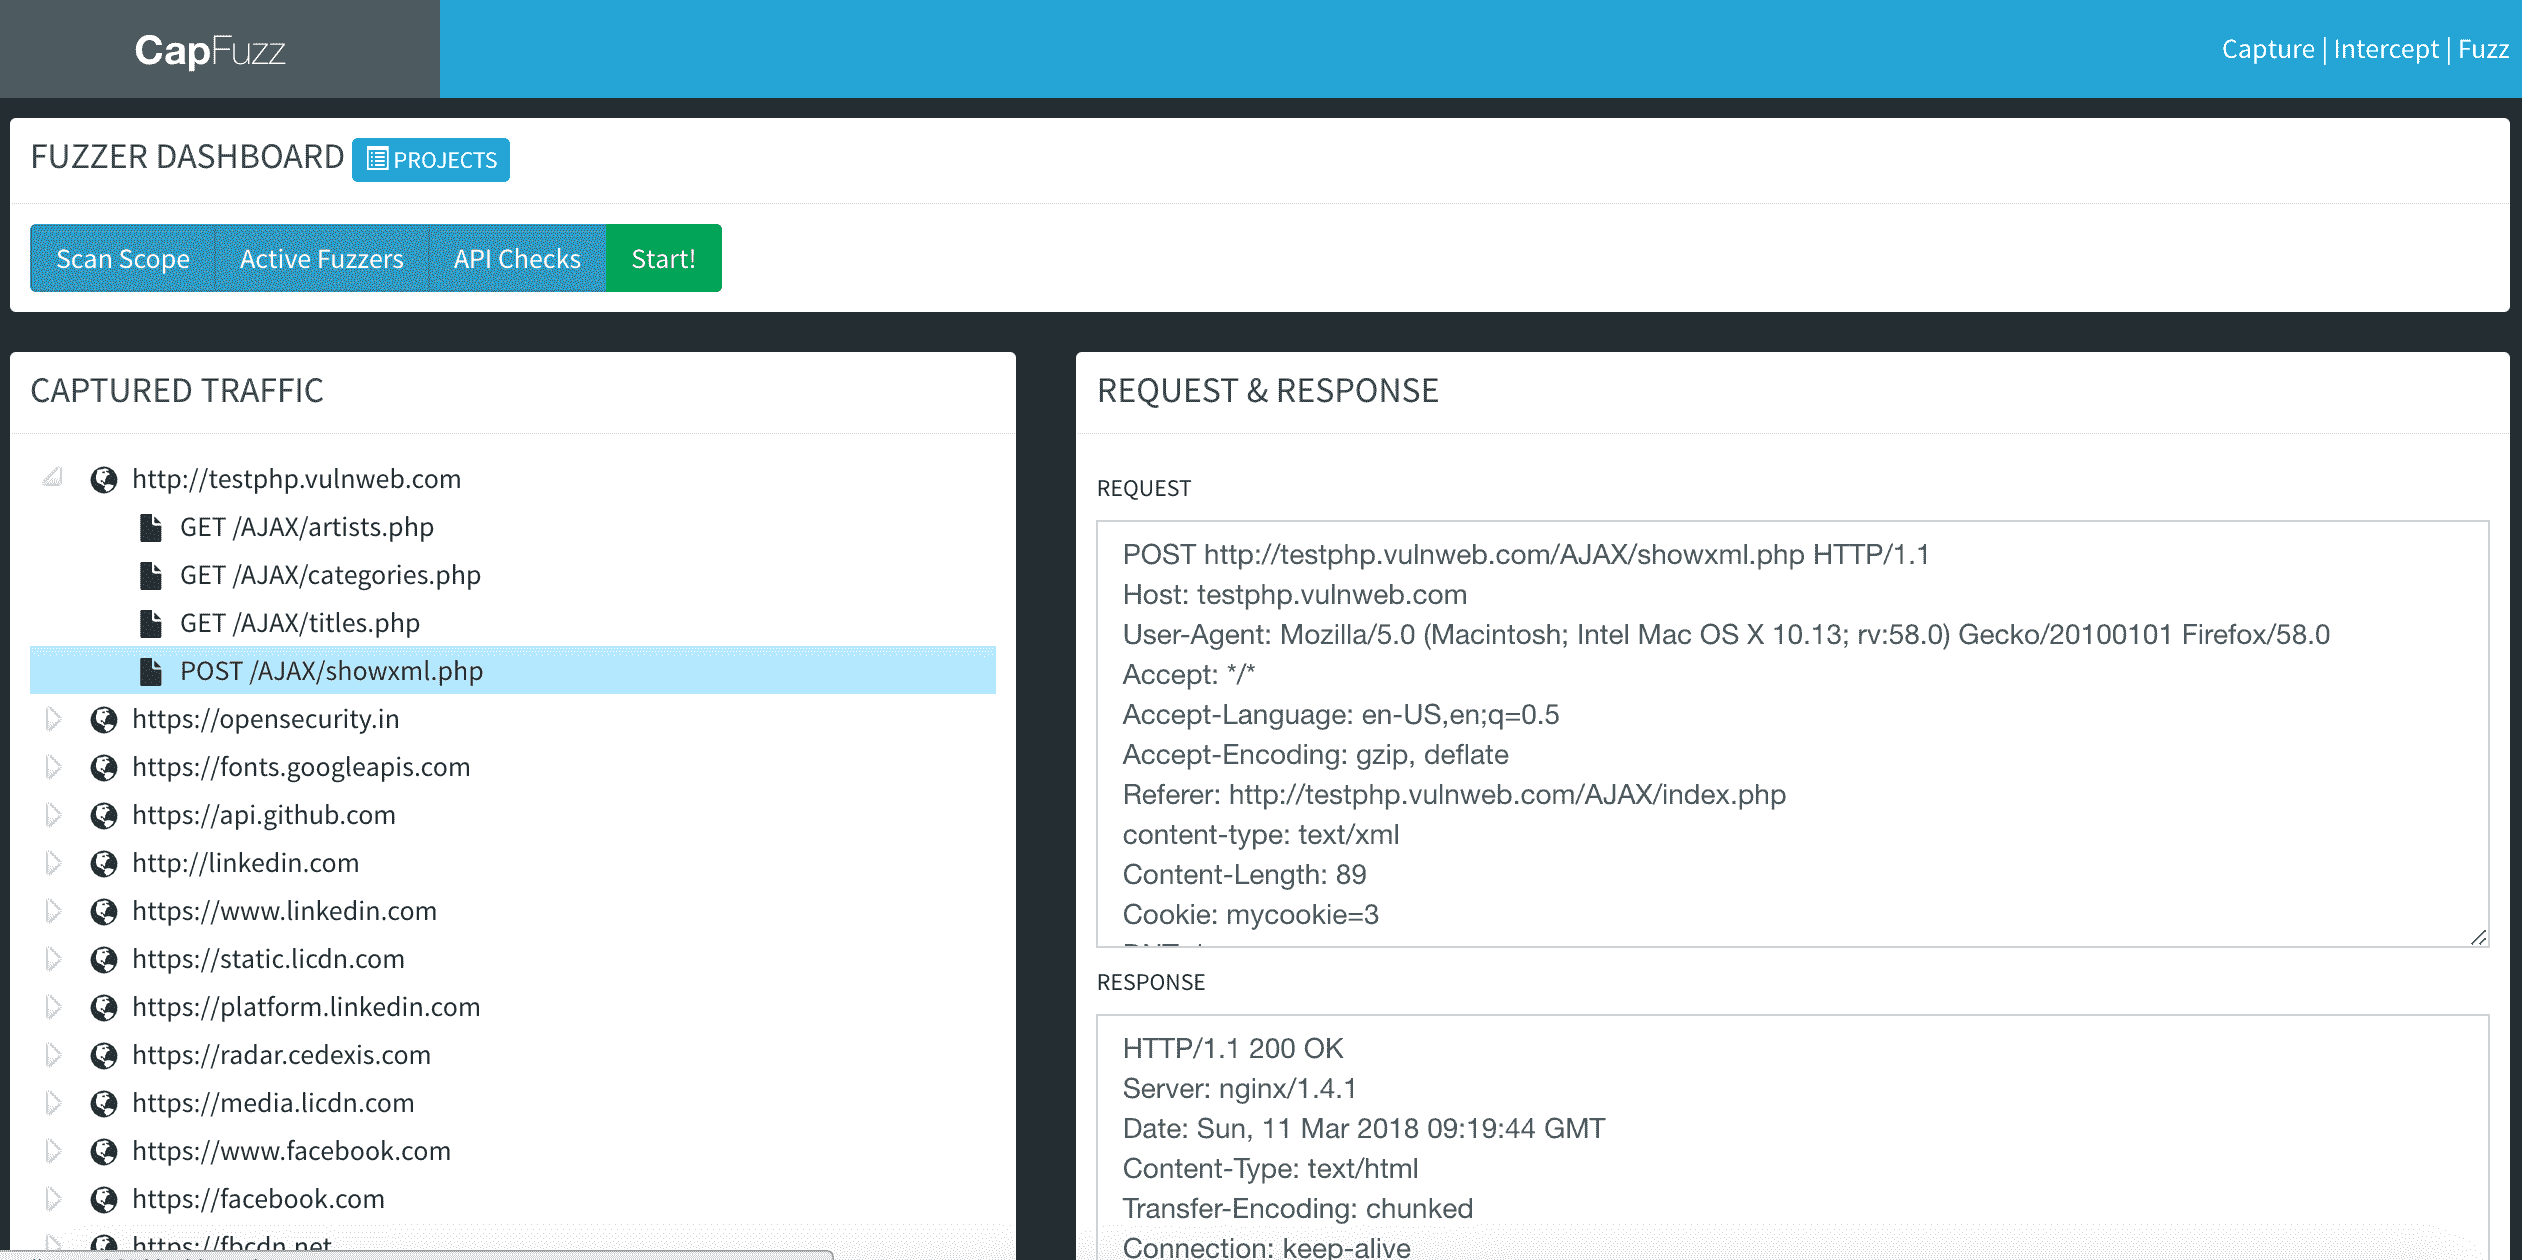 CapFuzz
Capture | Intercept | Fuzz
FUZZER DASHBOARD
PROJECTS
Scan Scope
Active Fuzzers
API Checks
Start!
CAPTURED TRAFFIC
http://testphp.vulnweb.com
GET /AJAX/artists.php
GET /AJAX/categories.php
GET /AJAX/titles.php
POST /AJAX/showxml.php
https://opensecurity.in
https://fonts.googleapis.com
https://api.github.com
http://linkedin.com
https://www.linkedin.com
https://static.licdn.com
https://platform.linkedin.com
https://radar.cedexis.com
https://media.licdn.com
https://www.facebook.com
https://facebook.com
https://fbcdn.net
REQUEST & RESPONSE
REQUEST
POST http://testphp.vulnweb.com/AJAX/showxml.php HTTP/1.1
Host: testphp.vulnweb.com
User-Agent: Mozilla/5.0 (Macintosh; Intel Mac OS X 10.13; rv:58.0) Gecko/20100101 Firefox/58.0
Accept: */*
Accept-Language: en-US,en;q=0.5
Accept-Encoding: gzip, deflate
Referer: http://testphp.vulnweb.com/AJAX/index.php
content-type: text/xml
Content-Length: 89
Cookie: mycookie=3
RESPONSE
HTTP/1.1 200 OK
Server: nginx/1.4.1
Date: Sun, 11 Mar 2018 09:19:44 GMT
Content-Type: text/html
Transfer-Encoding: chunked
Connection: keep-alive